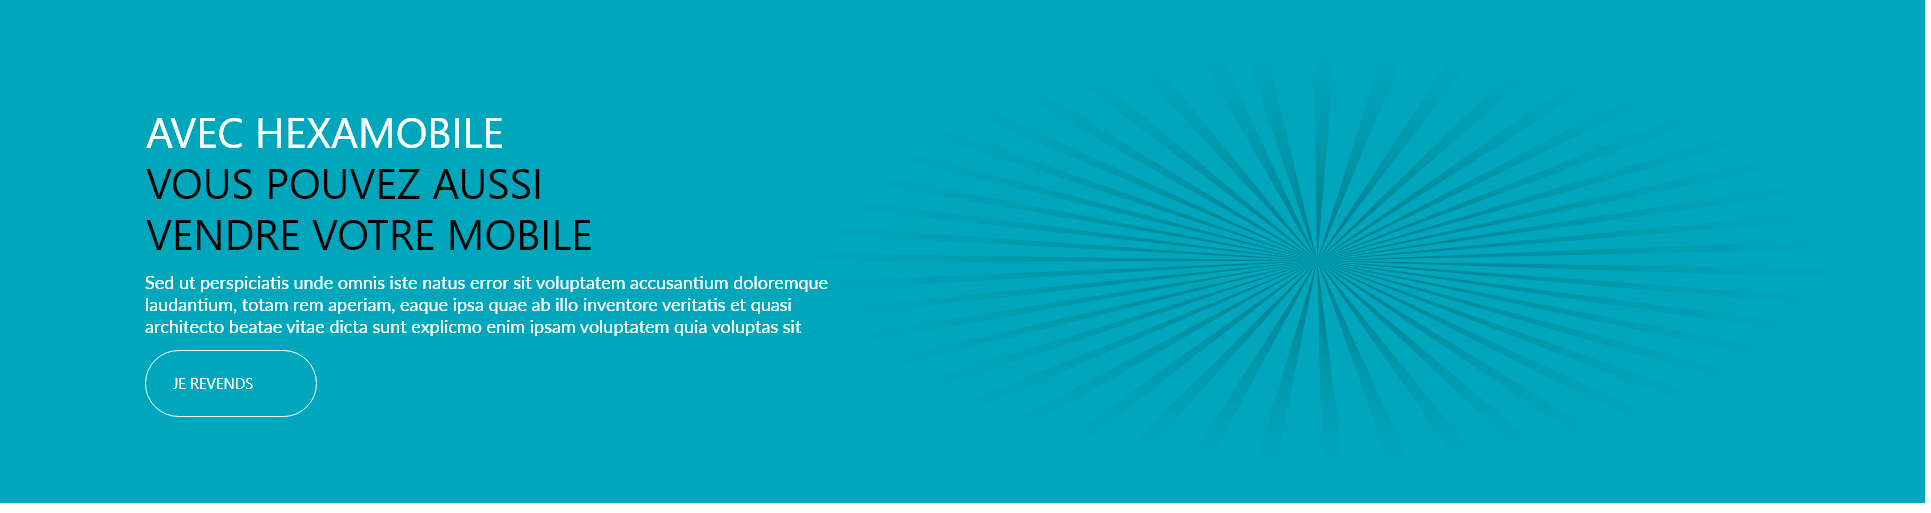 AVEC HEXAMOBILE
VOUS POUVEZ AUSSI
VENDRE VOTRE MOBILE
Sed ut perspiciatis unde omnis iste natus error sit voluptatem accusantium doloremque
laudantium, totam rem aperiam, eaque ipsa quae ab illo inventore veritatis et quasi
architecto beatae vitae dicta sunt explicmo enim ipsam voluptatem quia voluptas sit
JE REVENDS